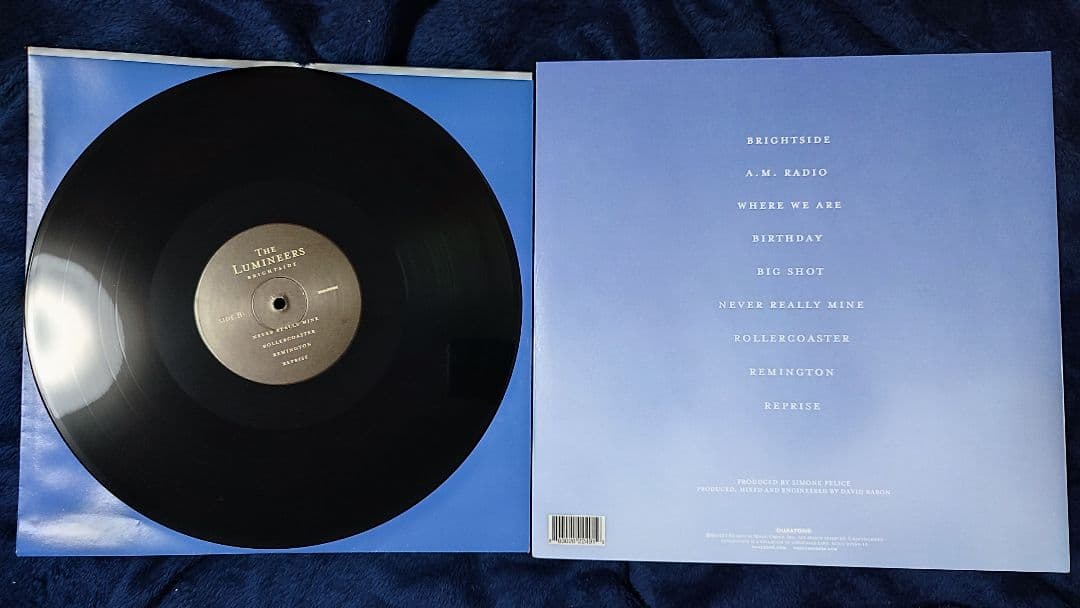 THE
LUMINEERS
BRIGHTSIDE
SIDE B:
NEVER REALLY MINE
ROLLERCOASTER
REMINGTON
REPRISE
BRIGHTSIDE
A.M. RADIO
WHERE WE ARE
BIRTHDAY
BIG SHOT
NEVER REALLY MINE
ROLLERCOASTER
REMINGTON
REPRISE
PRODUCED BY SIMONE FELICE
PRODUCED, MIXED AND ENGINEERED BY DAVID BARON
DUALTONE